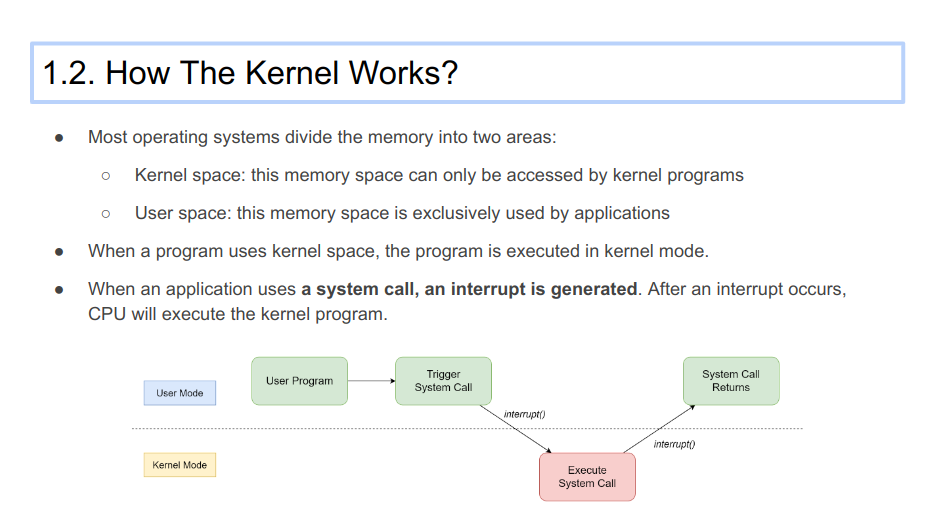 1.2. How The Kernel Works?
● Most operating systems divide the memory into two areas:
○ Kernel space: this memory space can only be accessed by kernel programs
○ User space: this memory space is exclusively used by applications
● When a program uses kernel space, the program is executed in kernel mode.
● When an application uses a system call, an interrupt is generated. After an interrupt occurs,
CPU will execute the kernel program.
User Mode
User Program
Trigger
System Call
System Call
Returns
interrupt()
interrupt()
Kernel Mode
Execute
System Call